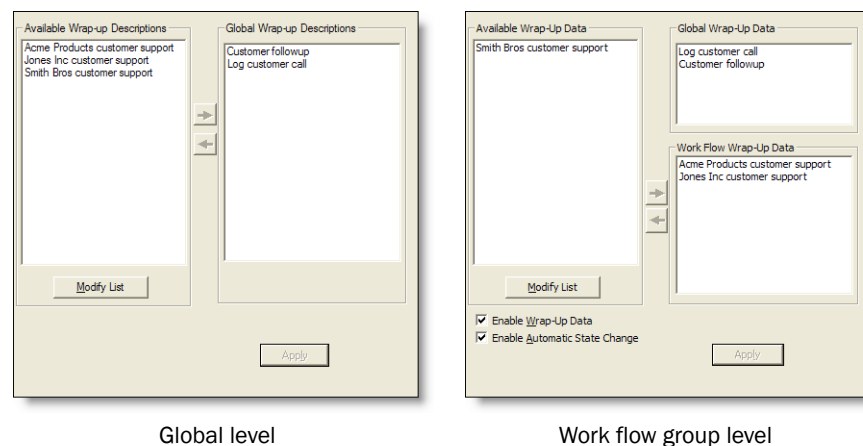 Available Wrap-up Descriptions
Acme Products customer support
Jones Inc customer support
Smith Bros customer support
Modify List
Global Wrap-up Descriptions
Customer followup
Log customer call
Apply
Global level
Available Wrap-Up Data
Smith Bros customer support
Modify List
Global Wrap-Up Data
Log customer call
Customer followup
Work Flow Wrap-Up Data
Acme Products customer support
Jones Inc customer support
Enable Wrap-Up Data
Enable Automatic State Change
Apply
Work flow group level